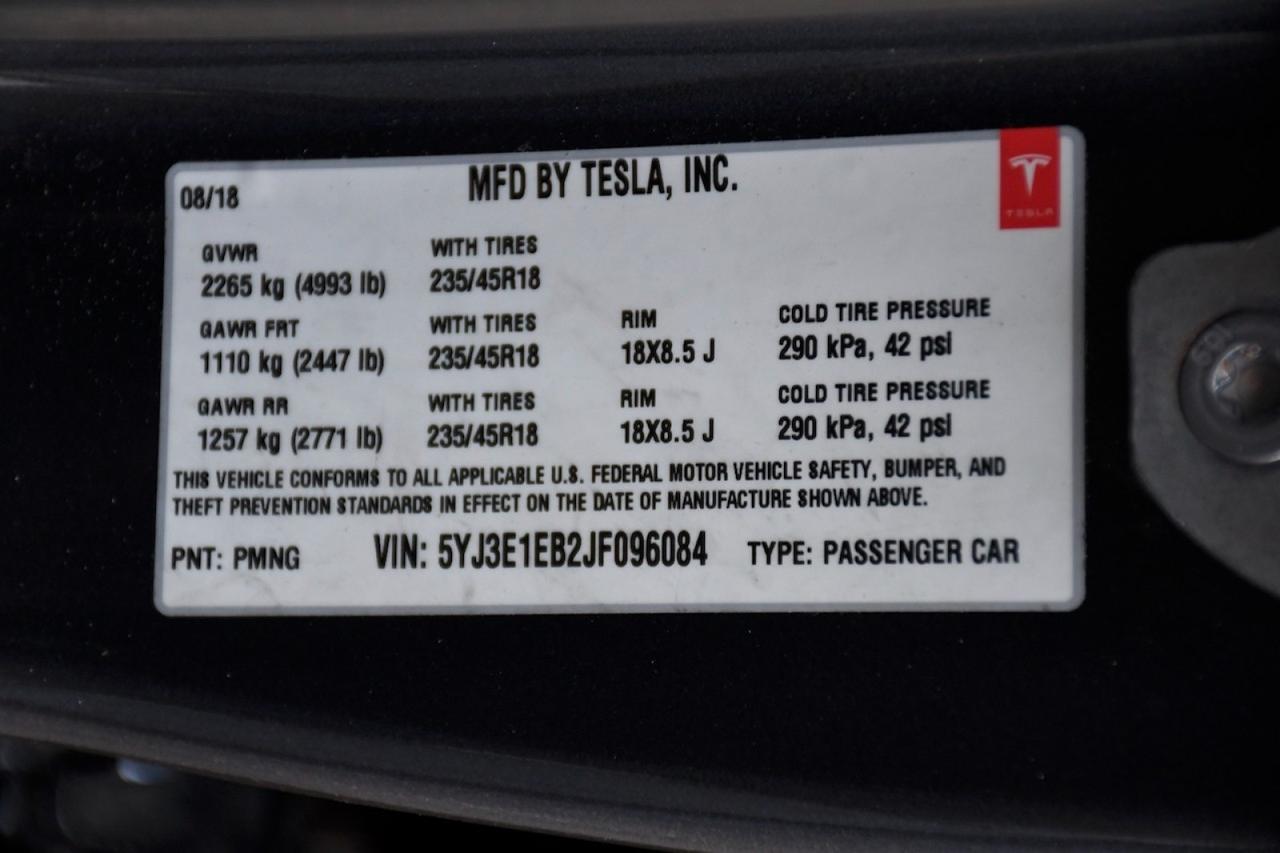 08/18 MFD BY TESLA, INC.
TESLA
GVWR WITH TIRES
2265 kg (4993 lb) 235/45R18
GAWR FRT WITH TIRES RIM COLD TIRE PRESSURE
1110 kg (2447 lb) 235/45R18 18X8.5 J 290 kPa, 42 psi
GAWR RR WITH TIRES RIM COLD TIRE PRESSURE
1257 kg (2771 lb) 235/45R18 18X8.5 J 290 kPa, 42 psi
THIS VEHICLE CONFORMS TO ALL APPLICABLE U.S. FEDERAL MOTOR VEHICLE SAFETY, BUMPER, AND
THEFT PREVENTION STANDARDS IN EFFECT ON THE DATE OF MANUFACTURE SHOWN ABOVE.
PNT: PMNG VIN: 5YJ3E1EB2JF096084 TYPE: PASSENGER CAR